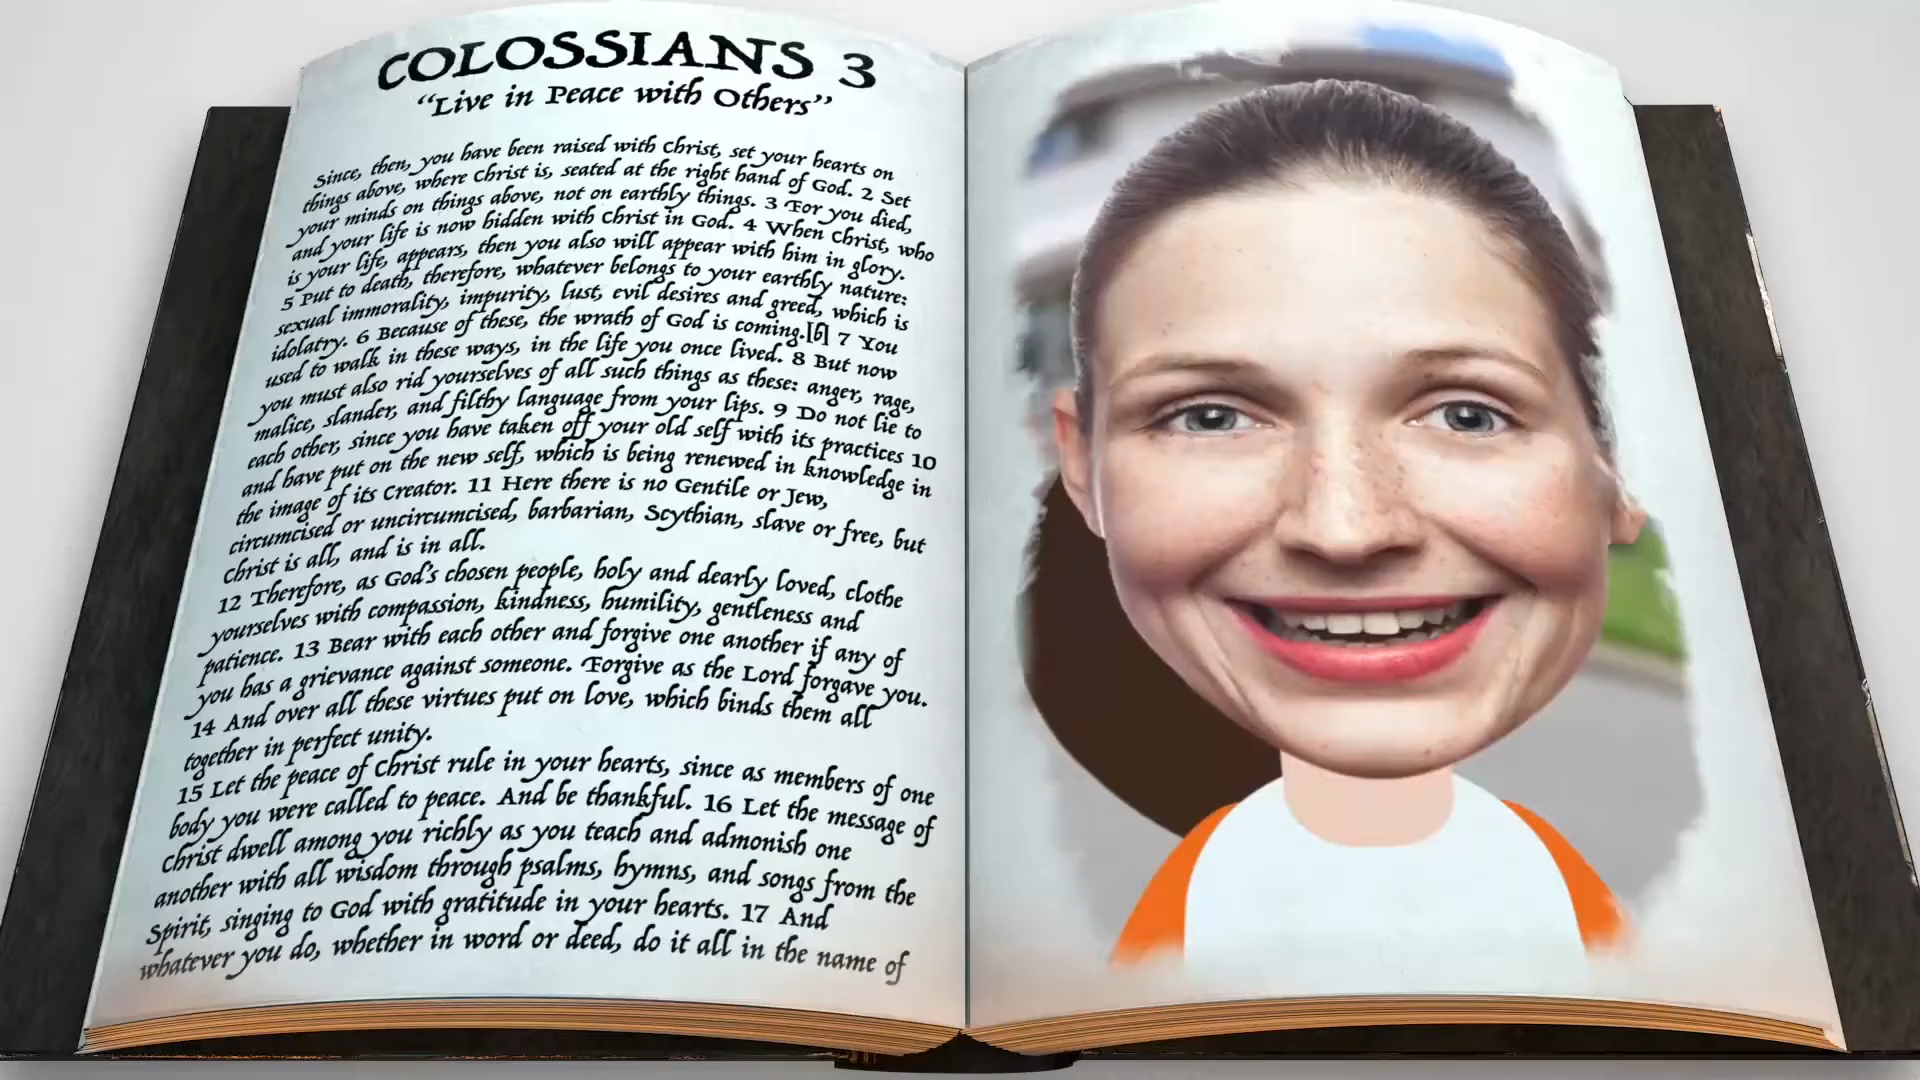 COLOSSIANS 3
“Live in Peace with Others”
Since, then, you have been raised with Christ, set your hearts on
things above, where Christ is, seated at the right hand of God. 2 Set
your minds on things above, not on earthly things. 3 For you died,
and your life is now hidden with Christ in God. 4 When Christ, who
is your life, appears, then you also will appear with him in glory.
5 Put to death, therefore, whatever belongs to your earthly nature:
sexual immorality, impurity, lust, evil desires and greed, which is
idolatry. 6 Because of these, the wrath of God is coming.[b] 7 You
used to walk in these ways, in the life you once lived. 8 But now
you must also rid yourselves of all such things as these: anger, rage,
malice, slander, and filthy language from your lips. 9 Do not lie to
each other, since you have taken off your old self with its practices 10
and have put on the new self, which is being renewed in knowledge in
the image of its Creator. 11 Here there is no Gentile or Jew,
circumcised or uncircumcised, barbarian, Scythian, slave or free, but
Christ is all, and is in all.
12 Therefore, as God's chosen people, holy and dearly loved, clothe
yourselves with compassion, kindness, humility, gentleness and
patience. 13 Bear with each other and forgive one another if any of
you has a grievance against someone. Forgive as the Lord forgave you.
14 And over all these virtues put on love, which binds them all
together in perfect unity.
15 Let the peace of Christ rule in your hearts, since as members of one
body you were called to peace. And be thankful. 16 Let the message of
Christ dwell among you richly as you teach and admonish one
another with all wisdom through psalms, hymns, and songs from the
Spirit, singing to God with gratitude in your hearts. 17 And
whatever you do, whether in word or deed, do it all in the name of